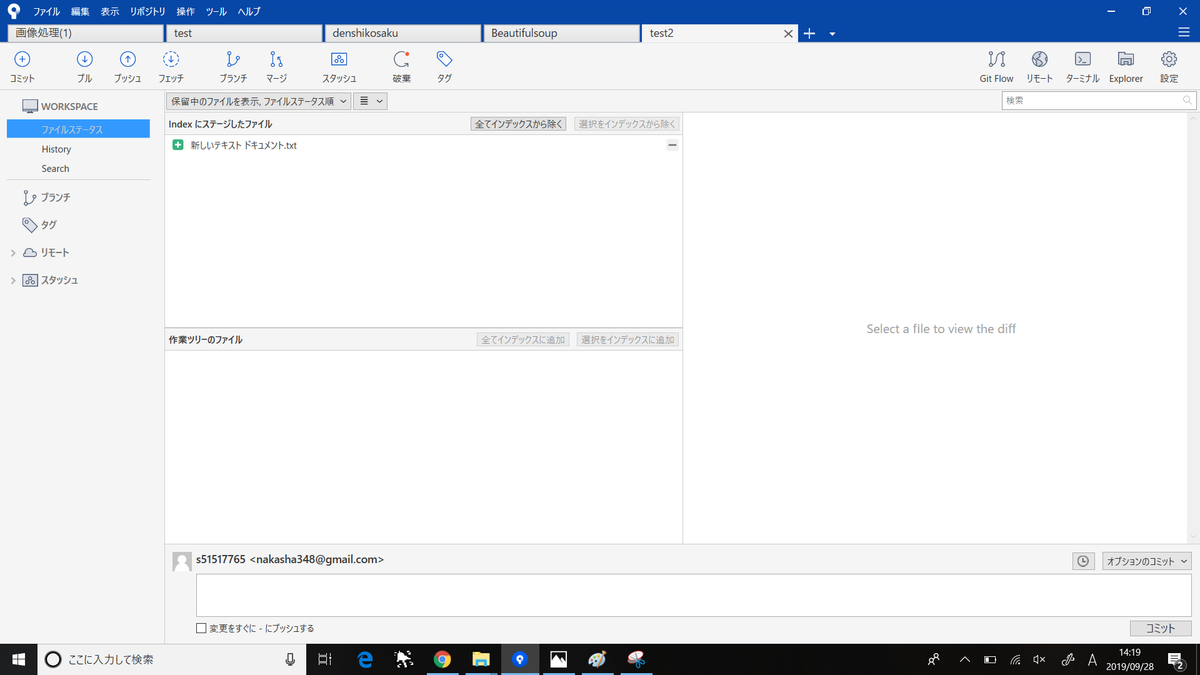 ファイル 編集 表示 リポジトリ 操作 ツール ヘルプ
画像処理(1) test denshikosaku Beautifulsoup test2
コミット プル プッシュ フェッチ ブランチ マージ スタッシュ 破棄 タグ Git Flow リモート ターミナル Explorer 設定
WORKSPACE
ファイルステータス
History
Search
ブランチ
タグ
リモート
スタッシュ
保留中のファイルを表示, ファイルステータス順
検索
Index にステージしたファイル 全てインデックスから除く 選択をインデックスから除く
新しいテキスト ドキュメント.txt
作業ツリーのファイル 全てインデックスに追加 選択をインデックスに追加
Select a file to view the diff
s51517765 <nakasha348@gmail.com>
オプションのコミット
変更をすぐに - にプッシュする
コミット
ここに入力して検索
A
14:19
2019/09/28
2